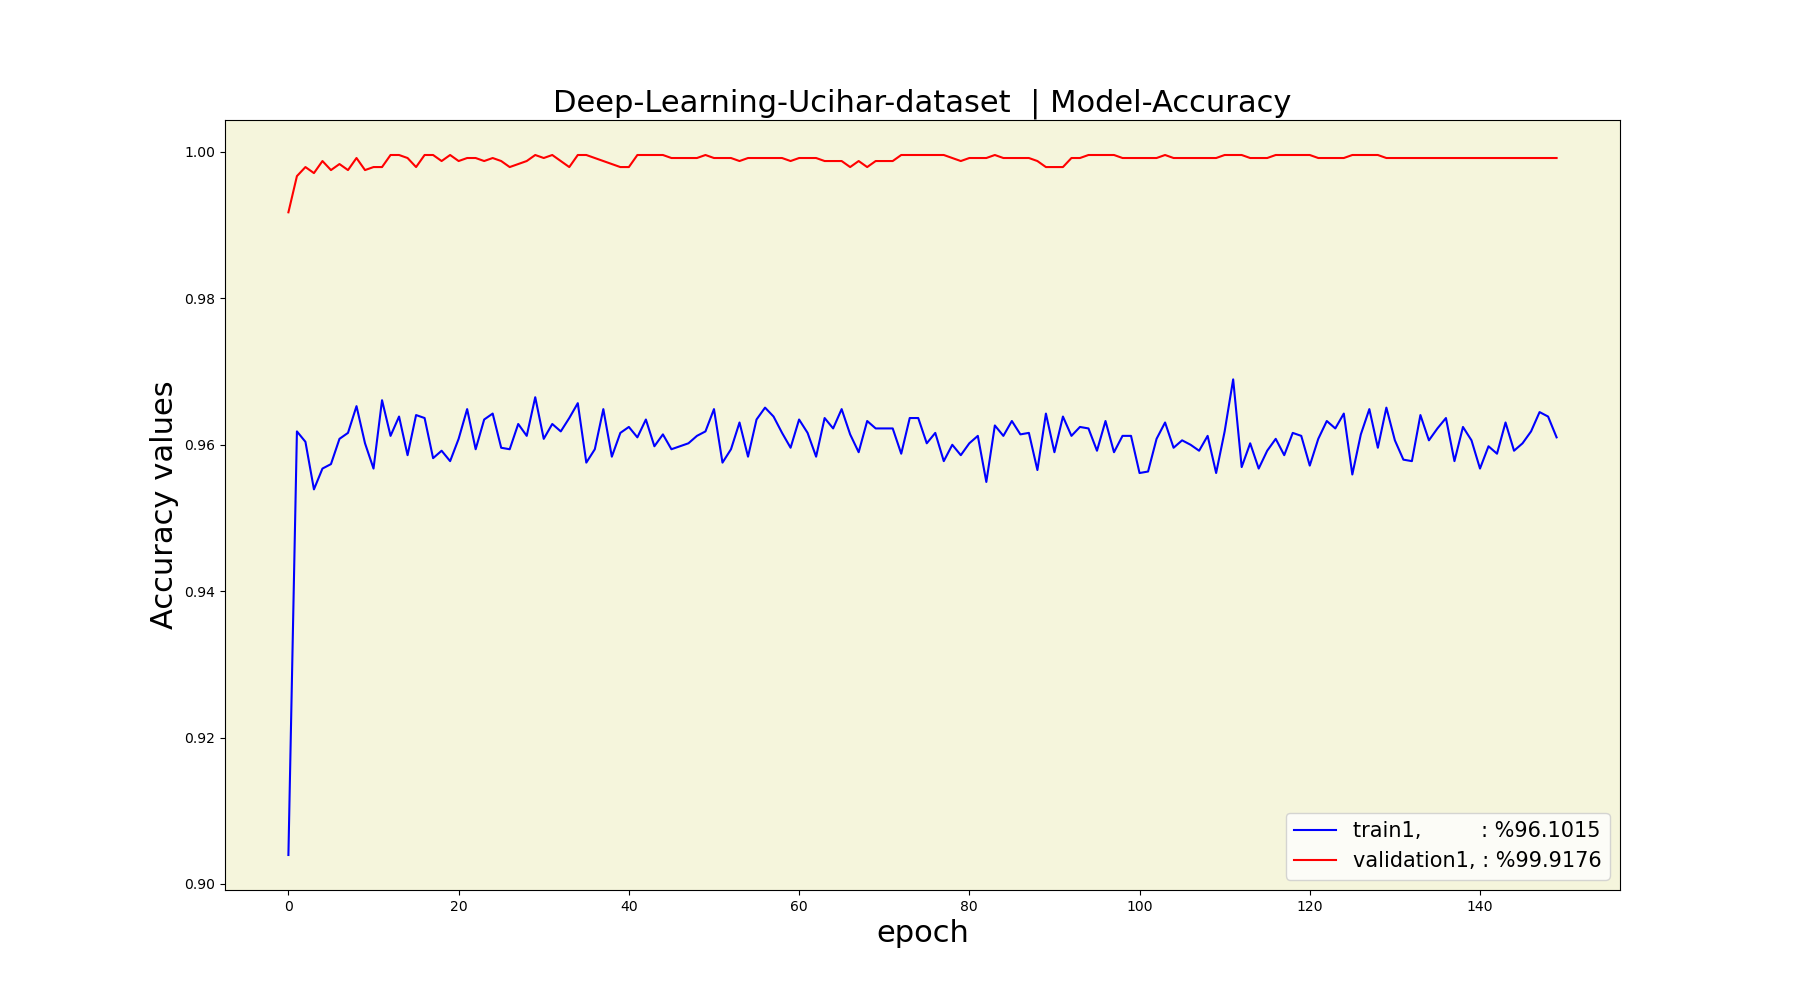 Deep-Learning-Ucihar-dataset | Model-Accuracy
Accuracy values
1.00
0.98
0.96
0.94
0.92
0.90
train1, : %96.1015
validation1, : %99.9176
0 20 40 60 80 100 120 140
epoch